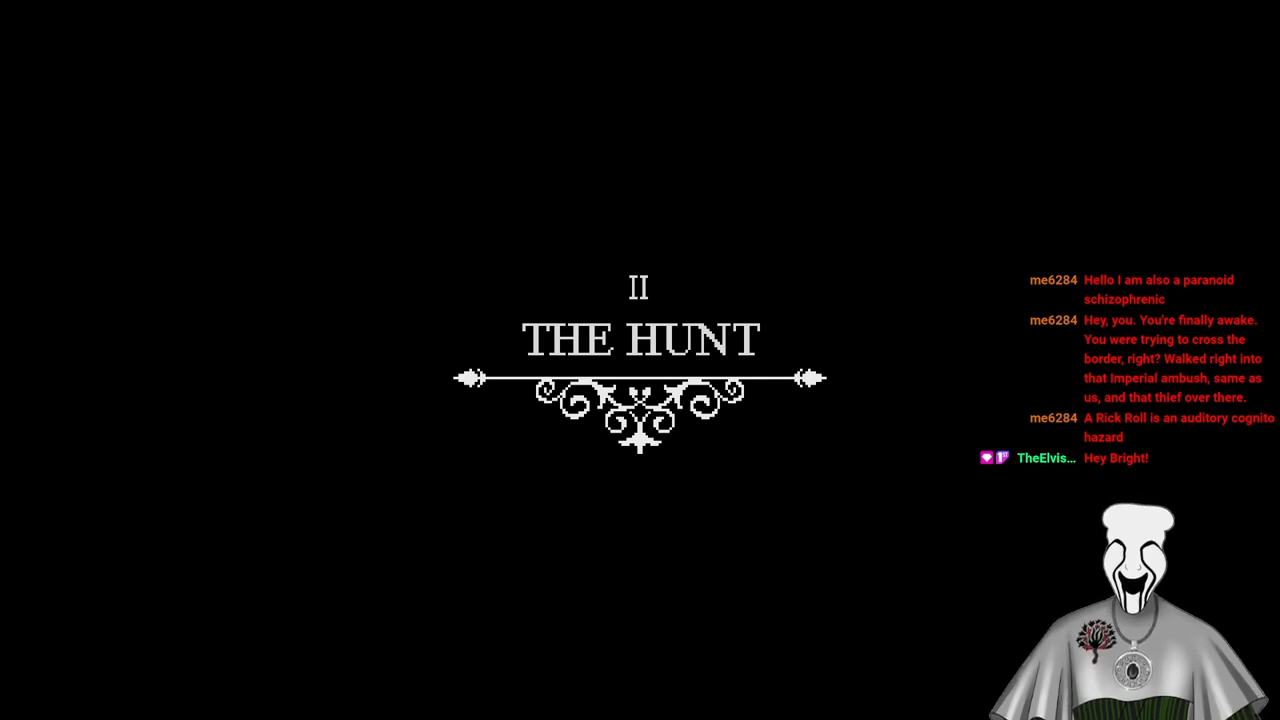 II
THE HUNT
me6284 Hello I am also a paranoid
schizophrenic
me6284 Hey, you. You're finally awake.
You were trying to cross the
border, right? Walked right into
that Imperial ambush, same as
us, and that thief over there.
me6284 A Rick Roll is an auditory cognito
hazard
TheElvis... Hey Bright!